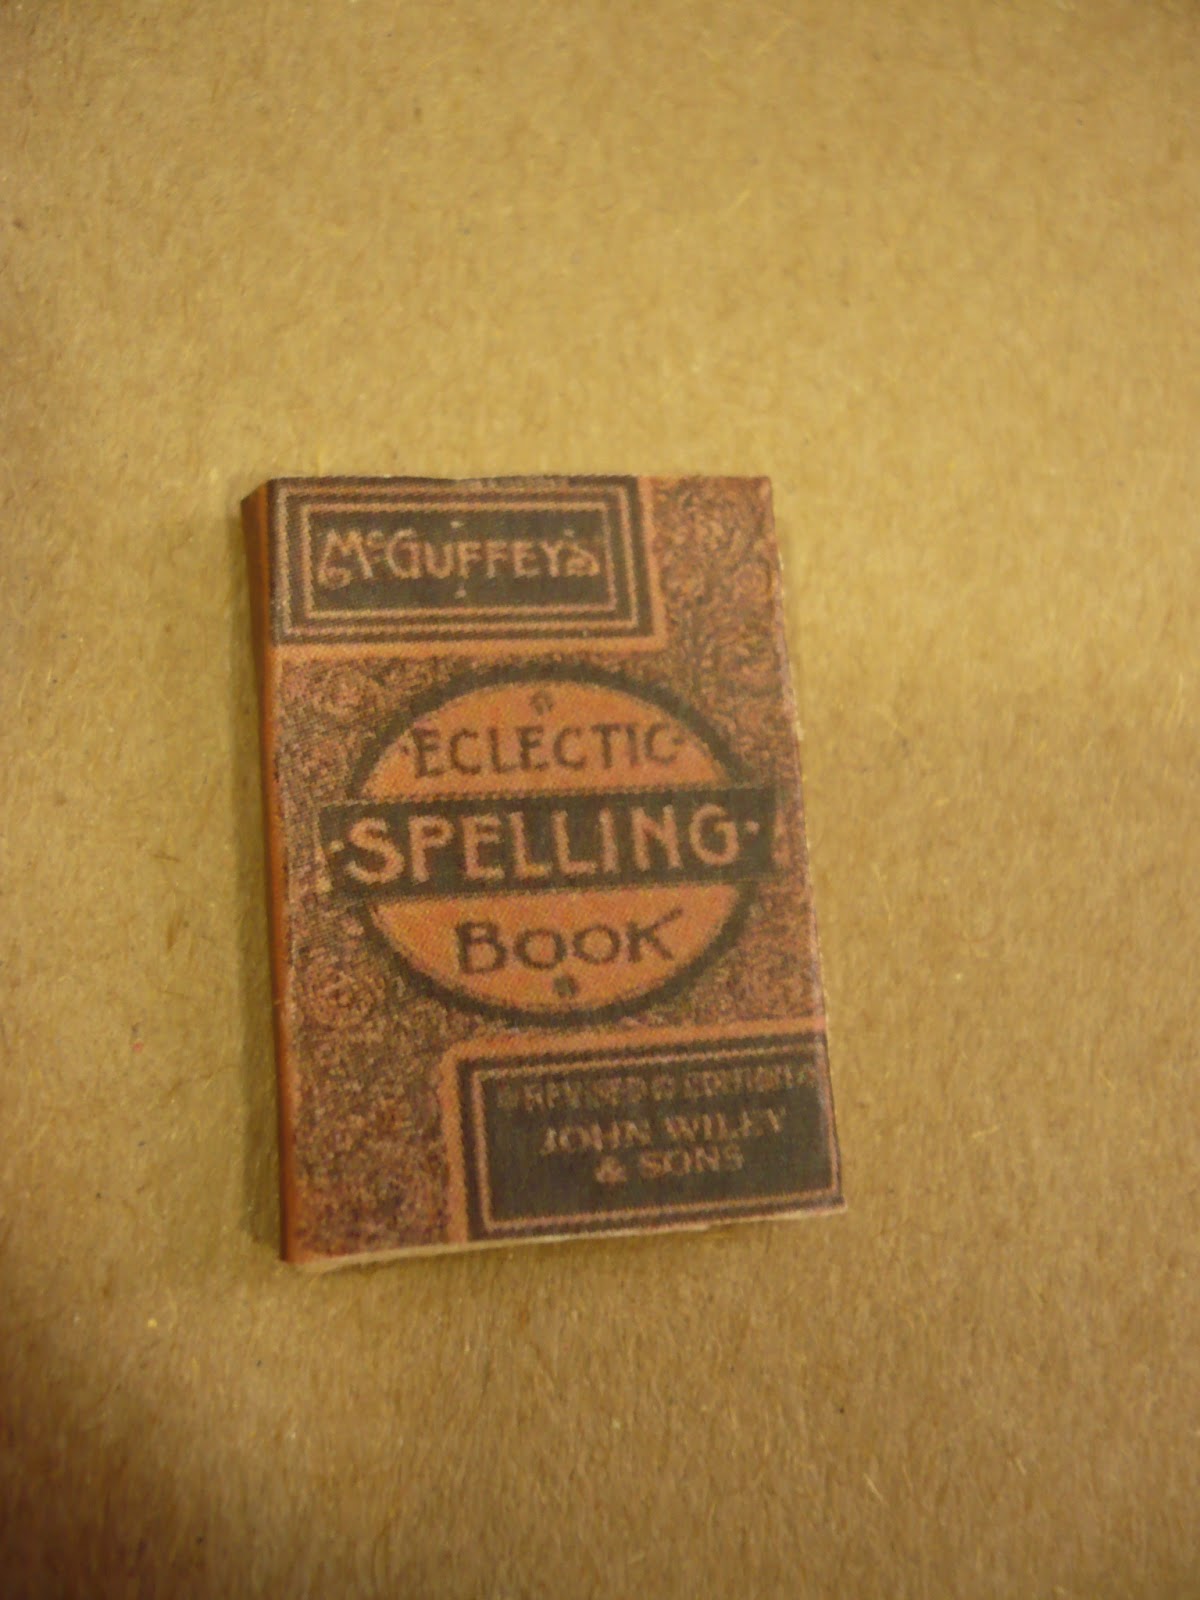 McGUFFEY'S
·ECLECTIC·
·SPELLING·
BOOK
REVISED EDITION
JOHN WILEY
& SONS